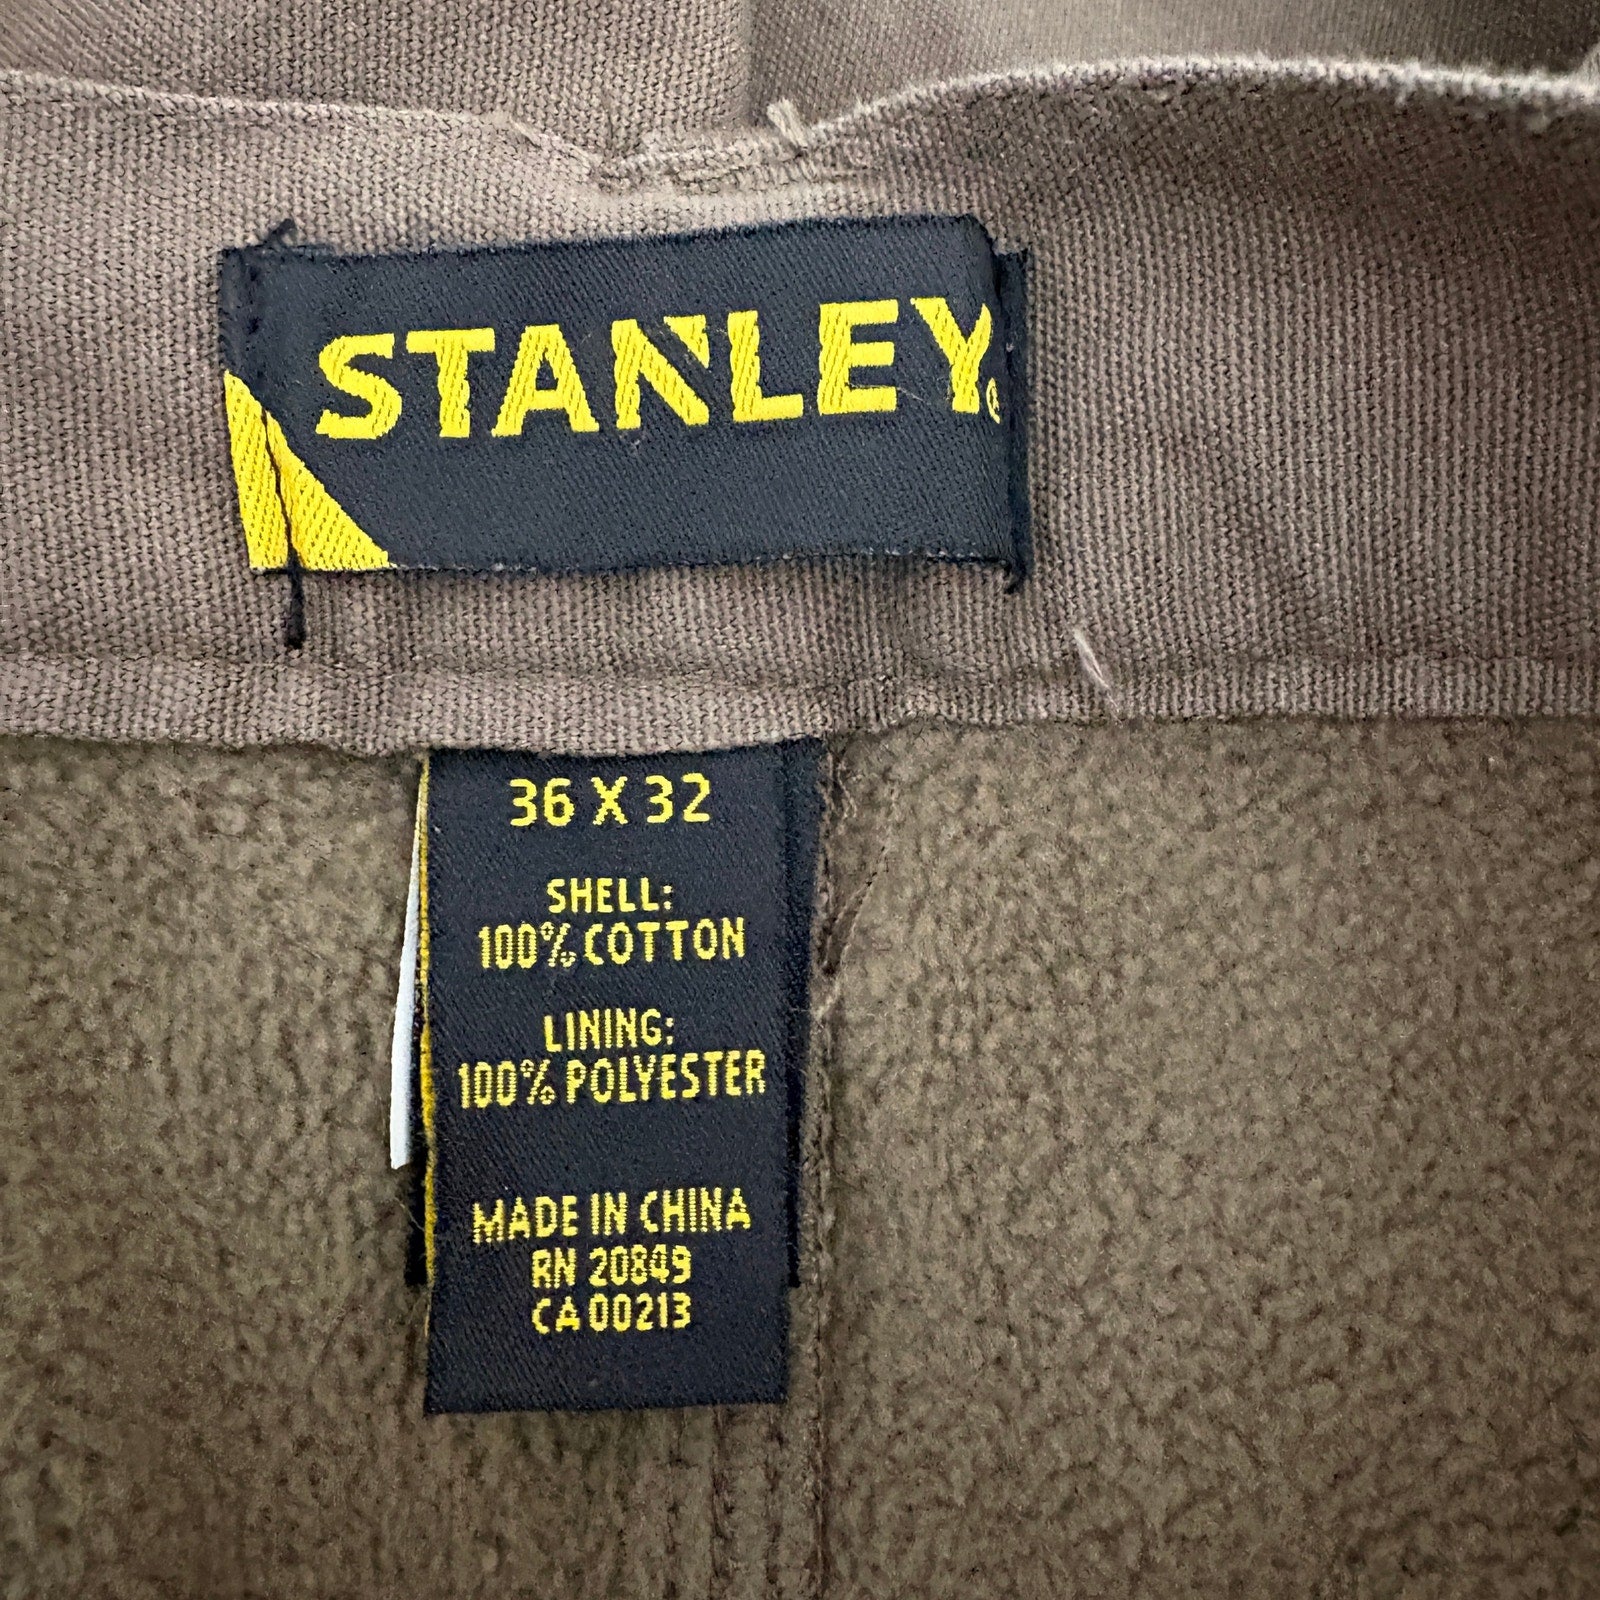 STANLEY
36 X 32
SHELL:
100% COTTON
LINING:
100% POLYESTER
MADE IN CHINA
RN 20849
CA 00213